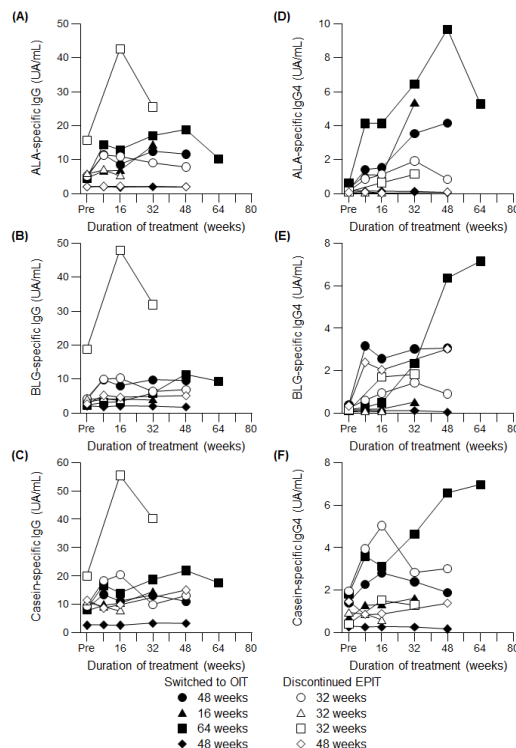 (A)
ALA-specific IgG (UA/mL)
50
40
30
20
10
0
Pre 16 32 48 64 80
Duration of treatment (weeks)
(D)
ALA-specific IgG4 (UA/mL)
10
8
6
4
2
0
Pre 16 32 48 64 80
Duration of treatment (weeks)
(B)
BLG-specific IgG (UA/mL)
50
40
30
20
10
0
Pre 16 32 48 64 80
Duration of treatment (weeks)
(E)
BLG-specific IgG4 (UA/mL)
8
6
4
2
0
Pre 16 32 48 64 80
Duration of treatment (weeks)
(C)
Casein-specific IgG (UA/mL)
60
50
40
30
20
10
0
Pre 16 32 48 64 80
Duration of treatment (weeks)
(F)
Casein-specific IgG4 (UA/mL)
8
6
4
2
0
Pre 16 32 48 64 80
Duration of treatment (weeks)
Switched to OIT
48 weeks
16 weeks
64 weeks
48 weeks
Discontinued EPIT
32 weeks
32 weeks
32 weeks
48 weeks